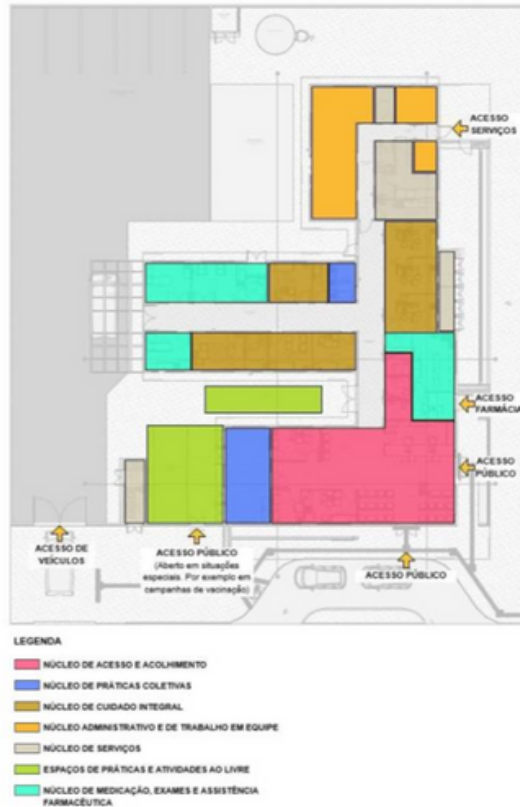 ACESSO
SERVIÇOS
ACESSO
FARMÁCIA
ACESSO
PÚBLICO
ACESSO DE
VEÍCULOS
ACESSO PÚBLICO
(Aberto em situações
especiais. Por exemplo em
campanhas de vacinação)
ACESSO PÚBLICO
LEGENDA
NÚCLEO DE ACESSO E ACOLHIMENTO
NÚCLEO DE PRÁTICAS COLETIVAS
NÚCLEO DE CUIDADO INTEGRAL
NÚCLEO ADMINISTRATIVO E DE TRABALHO EM EQUIPE
NÚCLEO DE SERVIÇOS
ESPAÇOS DE PRÁTICAS E ATIVIDADES AO LIVRE
NÚCLEO DE MEDICAÇÃO, EXAMES E ASSISTÊNCIA
FARMACÊUTICA